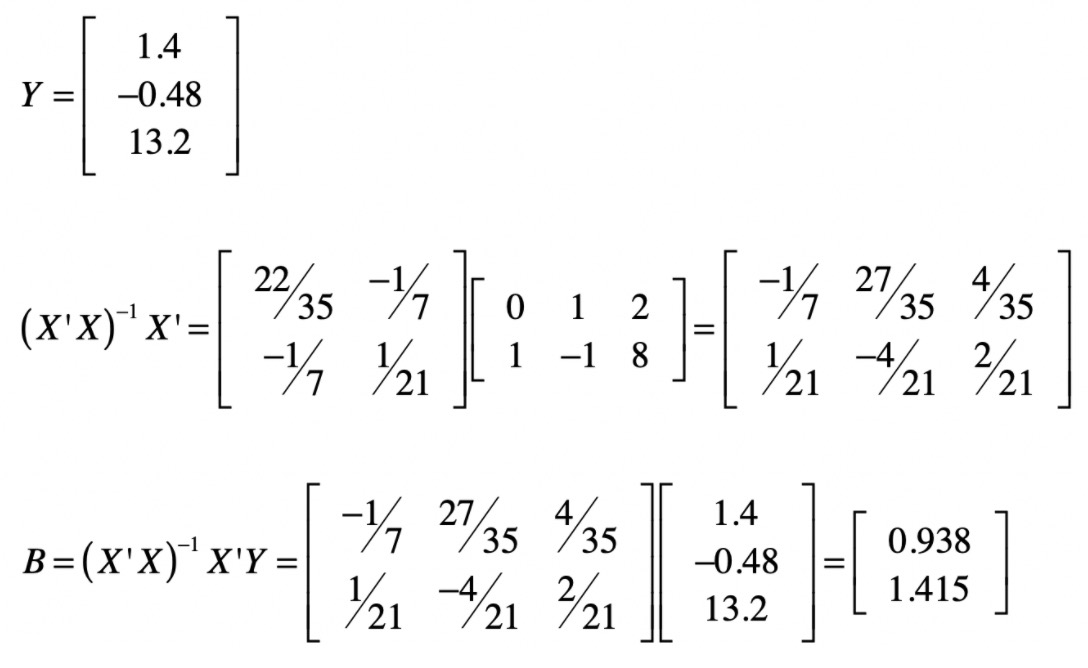 Y = [ 1.4
−0.48
13.2 ]
(X'X)⁻¹ X' = [ 22/35 −1/7
−1/7 1/21 ] [ 0 1 2
1 −1 8 ] = [ −1/7 27/35 4/35
1/21 −4/21 2/21 ]
B = (X'X)⁻¹ X'Y = [ −1/7 27/35 4/35
1/21 −4/21 2/21 ] [ 1.4
−0.48
13.2 ] = [ 0.938
1.415 ]